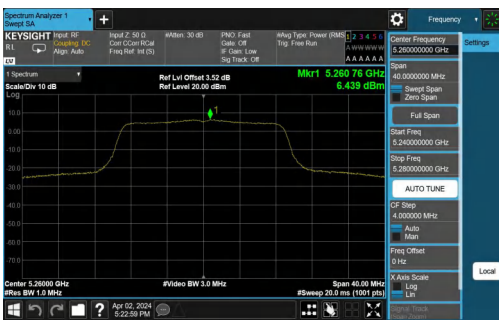 Spectrum Analyzer 1
Swept SA
Frequency
KEYSIGHT
Input: RF
Input Z: 50 Ω
#Atten: 30 dB
PNO: Fast
#Avg Type: Power (RMS)
1 2 3 4 5 6
RL
Coupling: DC
Corr CCorr RCal
Gate: Off
Trig: Free Run
A W W W W W
Align: Auto
Freq Ref: Int (S)
IF Gain: Low
Sig Track: Off
A A A A A A
LW
1 Spectrum
Ref Lvl Offset 3.52 dB
Mkr1 5.260 76 GHz
Scale/Div 10 dB
Ref Level 20.00 dBm
6.439 dBm
Log
1
10.0
0.00
-10.0
-20.0
-30.0
-40.0
-50.0
-60.0
-70.0
Center 5.26000 GHz
#Video BW 3.0 MHz
Span 40.00 MHz
#Res BW 1.0 MHz
#Sweep 20.0 ms (1001 pts)
?
Apr 02, 2024
5:22:59 PM
Center Frequency
5.260000000 GHz
Settings
Span
40.0000000 MHz
Swept Span
Zero Span
Full Span
Start Freq
5.240000000 GHz
Stop Freq
5.280000000 GHz
AUTO TUNE
CF Step
4.000000 MHz
Auto
Man
Freq Offset
0 Hz
X Axis Scale
Log
Lin
Local
Signal Track
(Span Zoom)